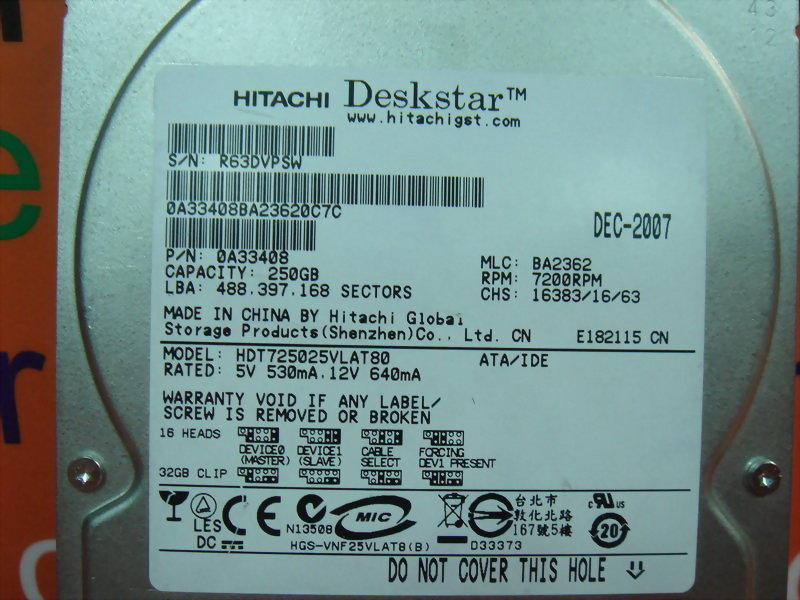 43
HITACHI Deskstar™
www.hitachigst.com
S/N: R63DVPSW
0A33408BA23620C7C
DEC-2007
P/N: 0A33408
CAPACITY: 250GB
LBA: 488.397.168 SECTORS
MLC: BA2362
RPM: 7200RPM
CHS: 16383/16/63
MADE IN CHINA BY Hitachi Global
Storage Products(Shenzhen)Co., Ltd. CN E182115 CN
MODEL: HDT725025VLAT80 ATA/IDE
RATED: 5V 530mA.12V 640mA
WARRANTY VOID IF ANY LABEL/
SCREW IS REMOVED OR BROKEN
16 HEADS
DEVICE0 (MASTER)
DEVICE1 (SLAVE)
CABLE SELECT
FORCING DEV1 PRESENT
32GB CLIP
LES
CE
N13508
MIC
台北市
敦化北路
167號5樓
c UR us
20
DC
HGS-VNF25VLAT8(B) D33373
DO NOT COVER THIS HOLE